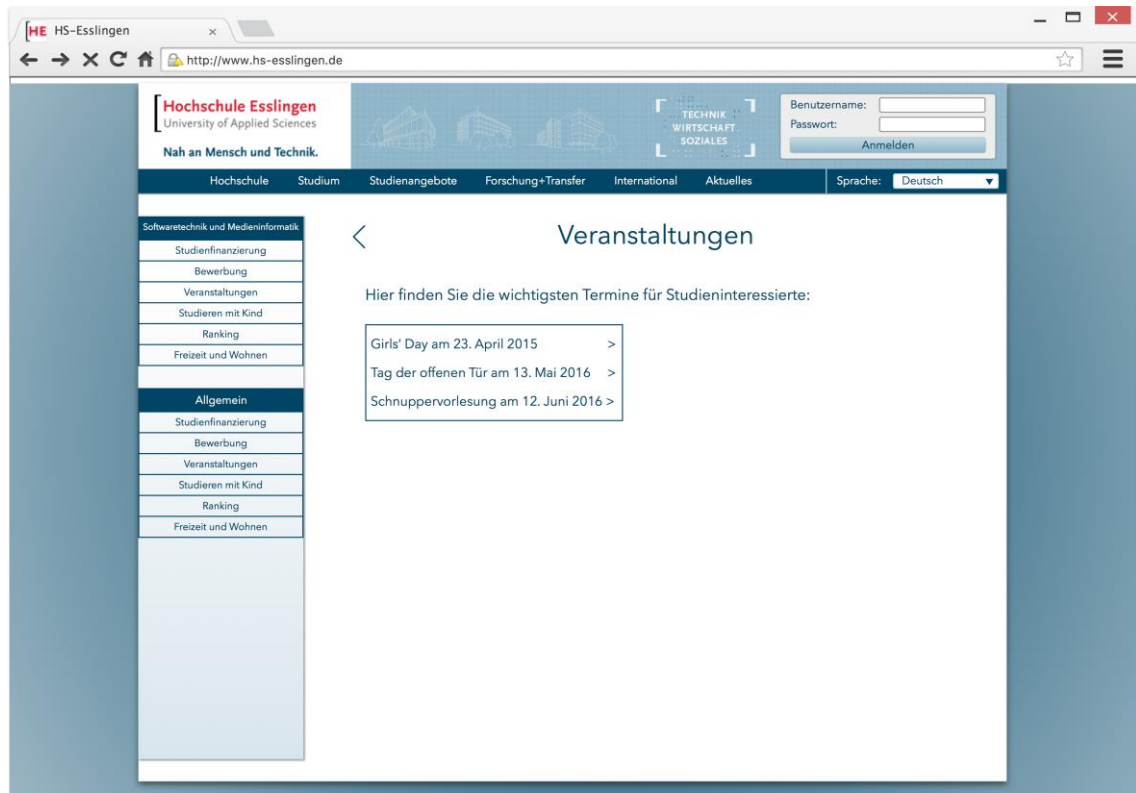 HE HS-Esslingen
http://www.hs-esslingen.de
Hochschule Esslingen
University of Applied Sciences
Nah an Mensch und Technik.
TECHNIK
WIRTSCHAFT
SOZIALES
Benutzername:
Passwort:
Anmelden
Hochschule Studium Studienangebote Forschung+Transfer International Aktuelles Sprache: Deutsch
Softwaretechnik und Medieninformatik
Studienfinanzierung
Bewerbung
Veranstaltungen
Studieren mit Kind
Ranking
Freizeit und Wohnen
Allgemein
Studienfinanzierung
Bewerbung
Veranstaltungen
Studieren mit Kind
Ranking
Freizeit und Wohnen
Veranstaltungen
Hier finden Sie die wichtigsten Termine für Studieninteressierte:
Girls' Day am 23. April 2015 >
Tag der offenen Tür am 13. Mai 2016 >
Schnuppervorlesung am 12. Juni 2016 >